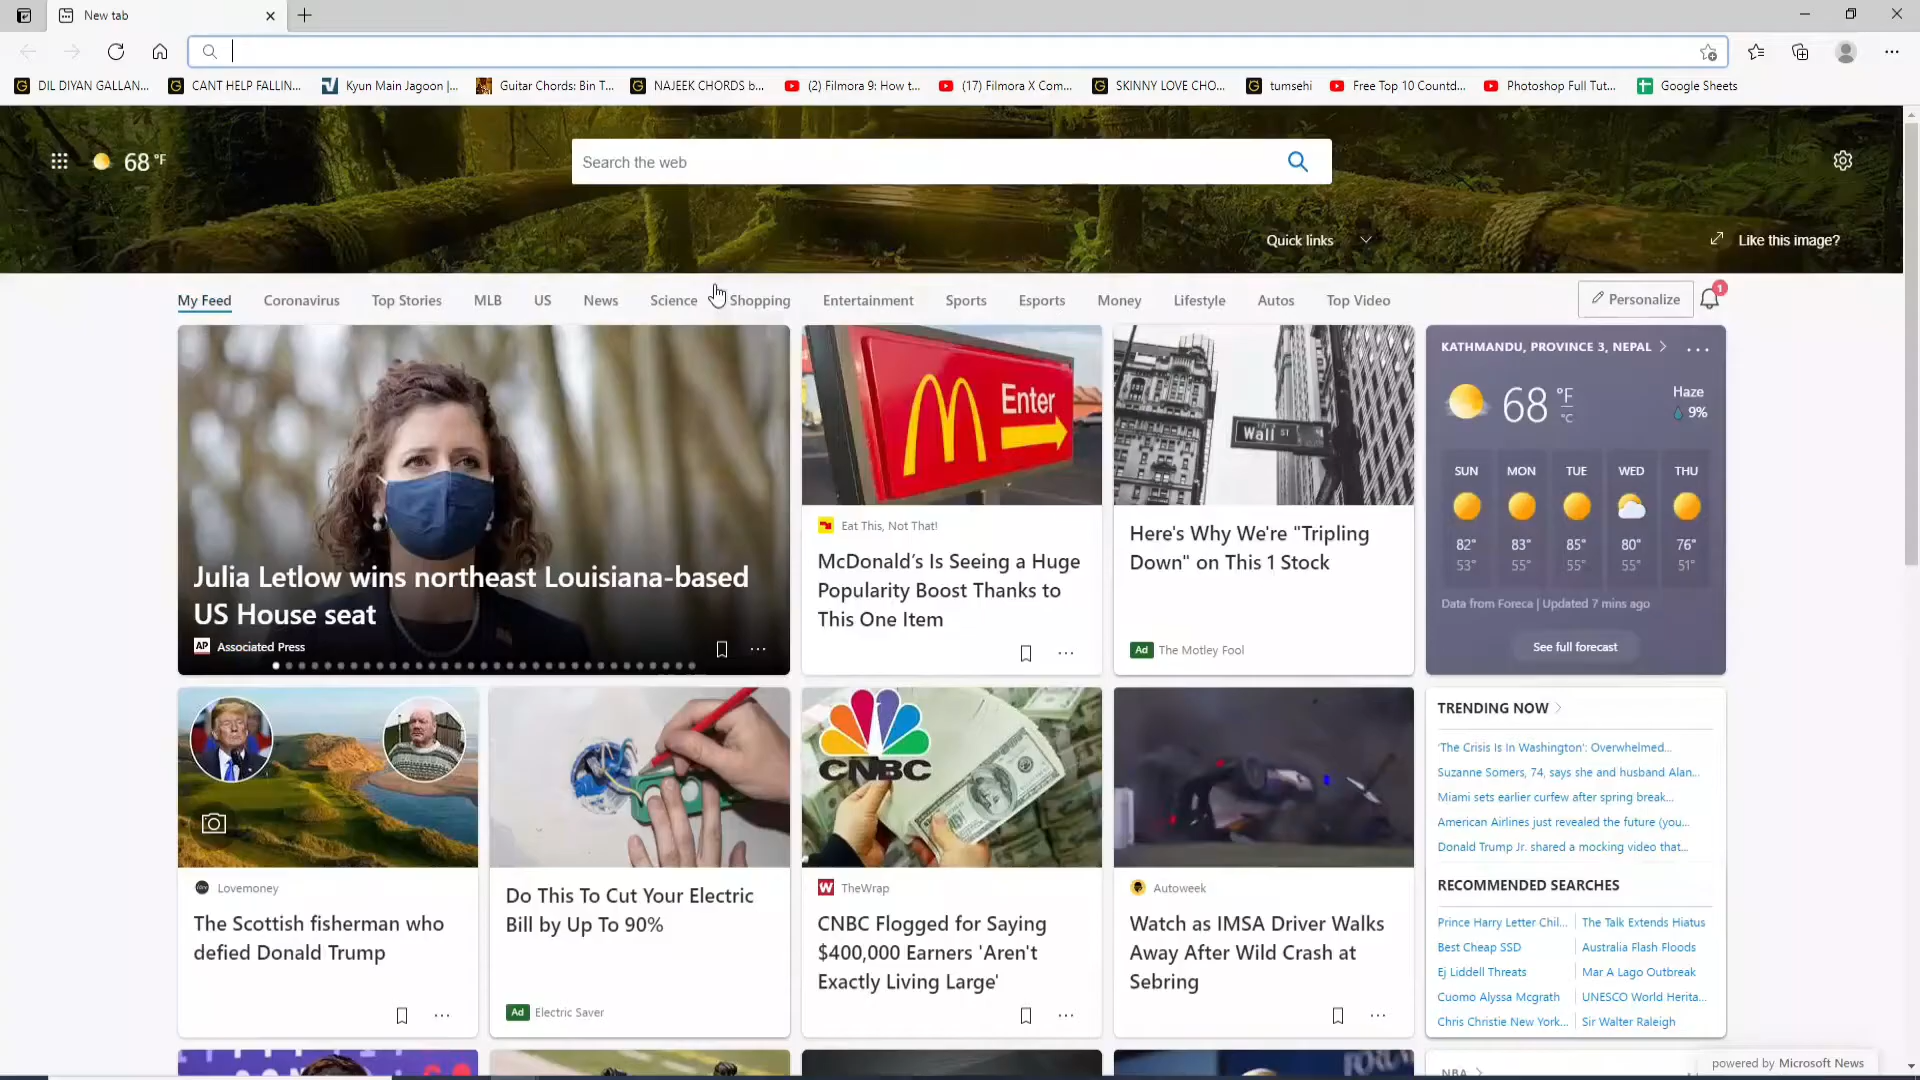 New tab
DIL DIYAN GALLAN...
CANT HELP FALLIN...
Kyun Main Jagoon |...
Guitar Chords: Bin T...
NAJEEK CHORDS b...
(2) Filmora 9: How t...
(17) Filmora X Com...
SKINNY LOVE CHO...
tumsehi
Free Top 10 Countd...
Photoshop Full Tut...
Google Sheets
68 °F
Search the web
Quick links
Like this image?
My Feed
Coronavirus
Top Stories
MLB
US
News
Science
Shopping
Entertainment
Sports
Esports
Money
Lifestyle
Autos
Top Video
Personalize
1
Julia Letlow wins northeast Louisiana-based
US House seat
AP Associated Press
Enter
Eat This, Not That!
McDonald’s Is Seeing a Huge
Popularity Boost Thanks to
This One Item
Wall ST
Here's Why We're "Tripling
Down" on This 1 Stock
Ad The Motley Fool
KATHMANDU, PROVINCE 3, NEPAL
68 °F
°C
Haze
9%
SUN MON TUE WED THU
82° 83° 85° 80° 76°
53° 55° 55° 55° 51°
Data from Foreca | Updated 7 mins ago
See full forecast
Lovemoney
The Scottish fisherman who
defied Donald Trump
Do This To Cut Your Electric
Bill by Up To 90%
Ad Electric Saver
CNBC
W TheWrap
CNBC Flogged for Saying
$400,000 Earners 'Aren't
Exactly Living Large'
Autoweek
Watch as IMSA Driver Walks
Away After Wild Crash at
Sebring
TRENDING NOW
'The Crisis Is In Washington': Overwhelmed...
Suzanne Somers, 74, says she and husband Alan...
Miami sets earlier curfew after spring break...
American Airlines just revealed the future (you...
Donald Trump Jr. shared a mocking video that...
RECOMMENDED SEARCHES
Prince Harry Letter Chil... The Talk Extends Hiatus
Best Cheap SSD Australia Flash Floods
Ej Liddell Threats Mar A Lago Outbreak
Cuomo Alyssa Mcgrath UNESCO World Herita...
Chris Christie New York... Sir Walter Raleigh
NBA
powered by Microsoft News